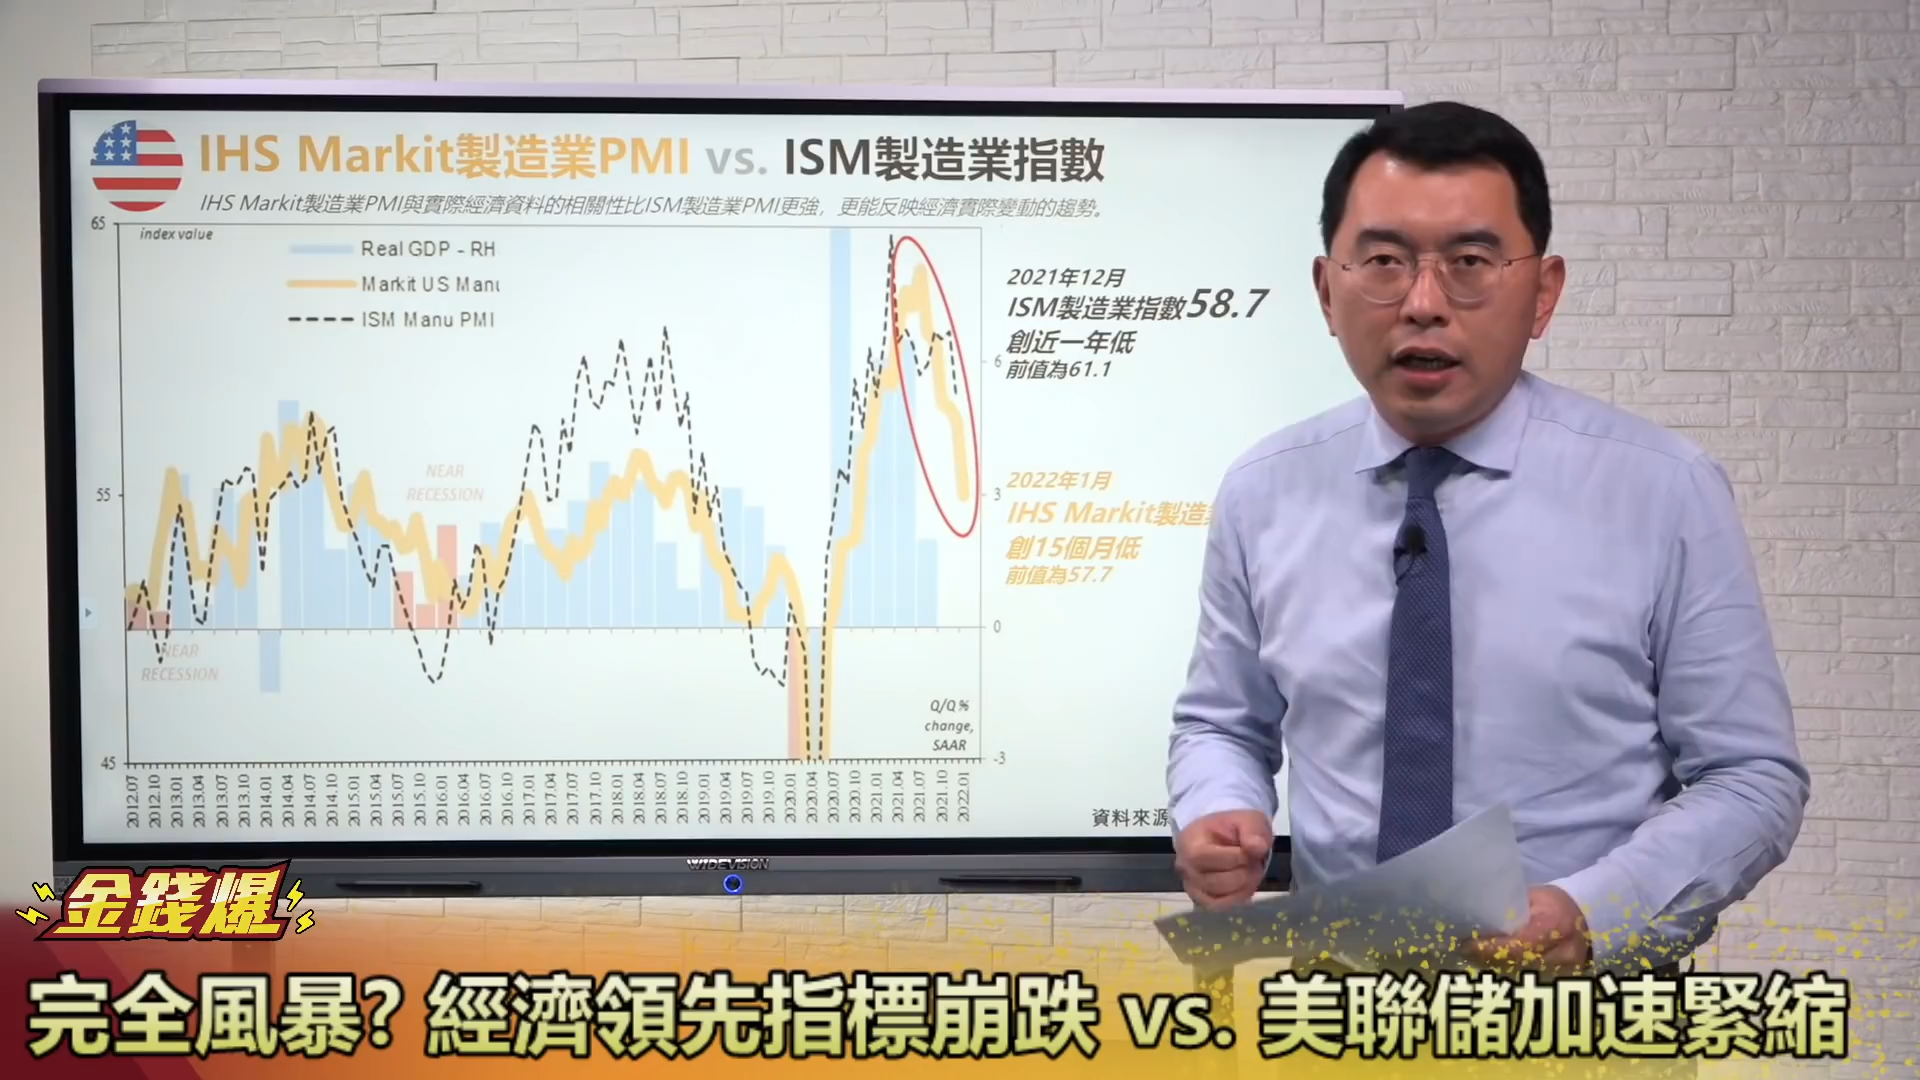 IHS Markit製造業PMI vs. ISM製造業指數
IHS Markit製造業PMI與實際經濟資料的相關性比ISM製造業PMI更強，更能反映經濟實際變動的趨勢。
65
index value
Real GDP - RH
Markit US Manu
ISM Manu PMI
2021年12月
ISM製造業指數58.7
創近一年低
前值為61.1
6
NEAR
RECESSION
55
3
2022年1月
IHS Markit製造
創15個月低
前值為57.7
0
NEAR
RECESSION
Q/Q %
change,
SAAR
45
-3
2012.07
2012.10
2013.01
2013.04
2013.07
2013.10
2014.01
2014.04
2014.07
2014.10
2015.01
2015.04
2015.07
2015.10
2016.01
2016.04
2016.07
2016.10
2017.01
2017.04
2017.07
2017.10
2018.01
2018.04
2018.07
2018.10
2019.01
2019.04
2019.07
2019.10
2020.01
2020.04
2020.07
2020.10
2021.01
2021.04
2021.07
2021.10
2022.01
資料來源
WIDEVISION
金錢爆
完全風暴? 經濟領先指標崩跌 vs. 美聯儲加速緊縮